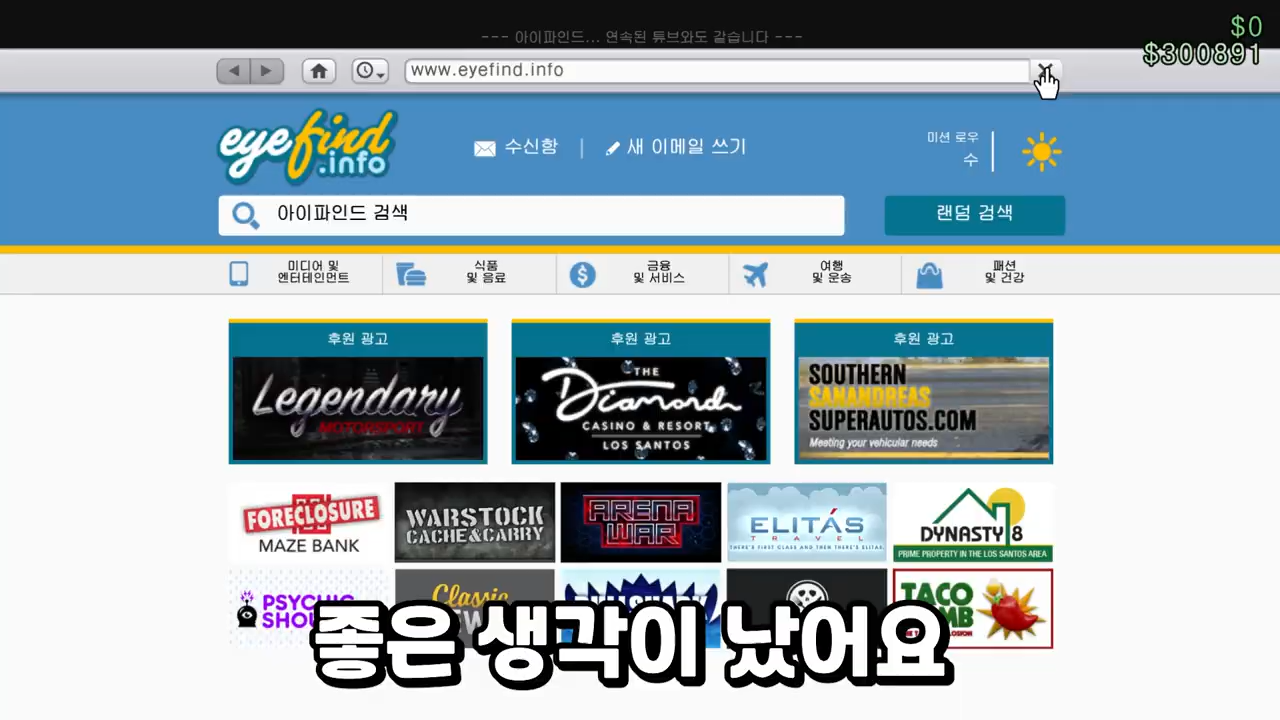 $0
$300891
--- 아이파인드... 연속된 튜브와도 같습니다 ---
www.eyefind.info
eyefind.info
수신함
새 이메일 쓰기
미션 로우
수
아이파인드 검색
랜덤 검색
미디어 및
엔터테인먼트
식품
및 음료
금융
및 서비스
여행
및 운송
패션
및 건강
후원 광고
후원 광고
후원 광고
Legendary
MOTORSPORT
THE
Diamond
CASINO & RESORT
LOS SANTOS
SOUTHERN
SANANDREAS
SUPERAUTOS.COM
Meeting your vehicular needs
FORECLOSURE
MAZE BANK
WARSTOCK
CACHE&CARRY
ARENA
WAR
ELITÁS
TRAVEL
THERE'S FIRST CLASS AND THEN THERE'S ELITAS
DYNASTY 8
PRIME PROPERTY IN THE LOS SANTOS AREA
PSYCHIC
Classic
TACO
좋은 생각이 났어요